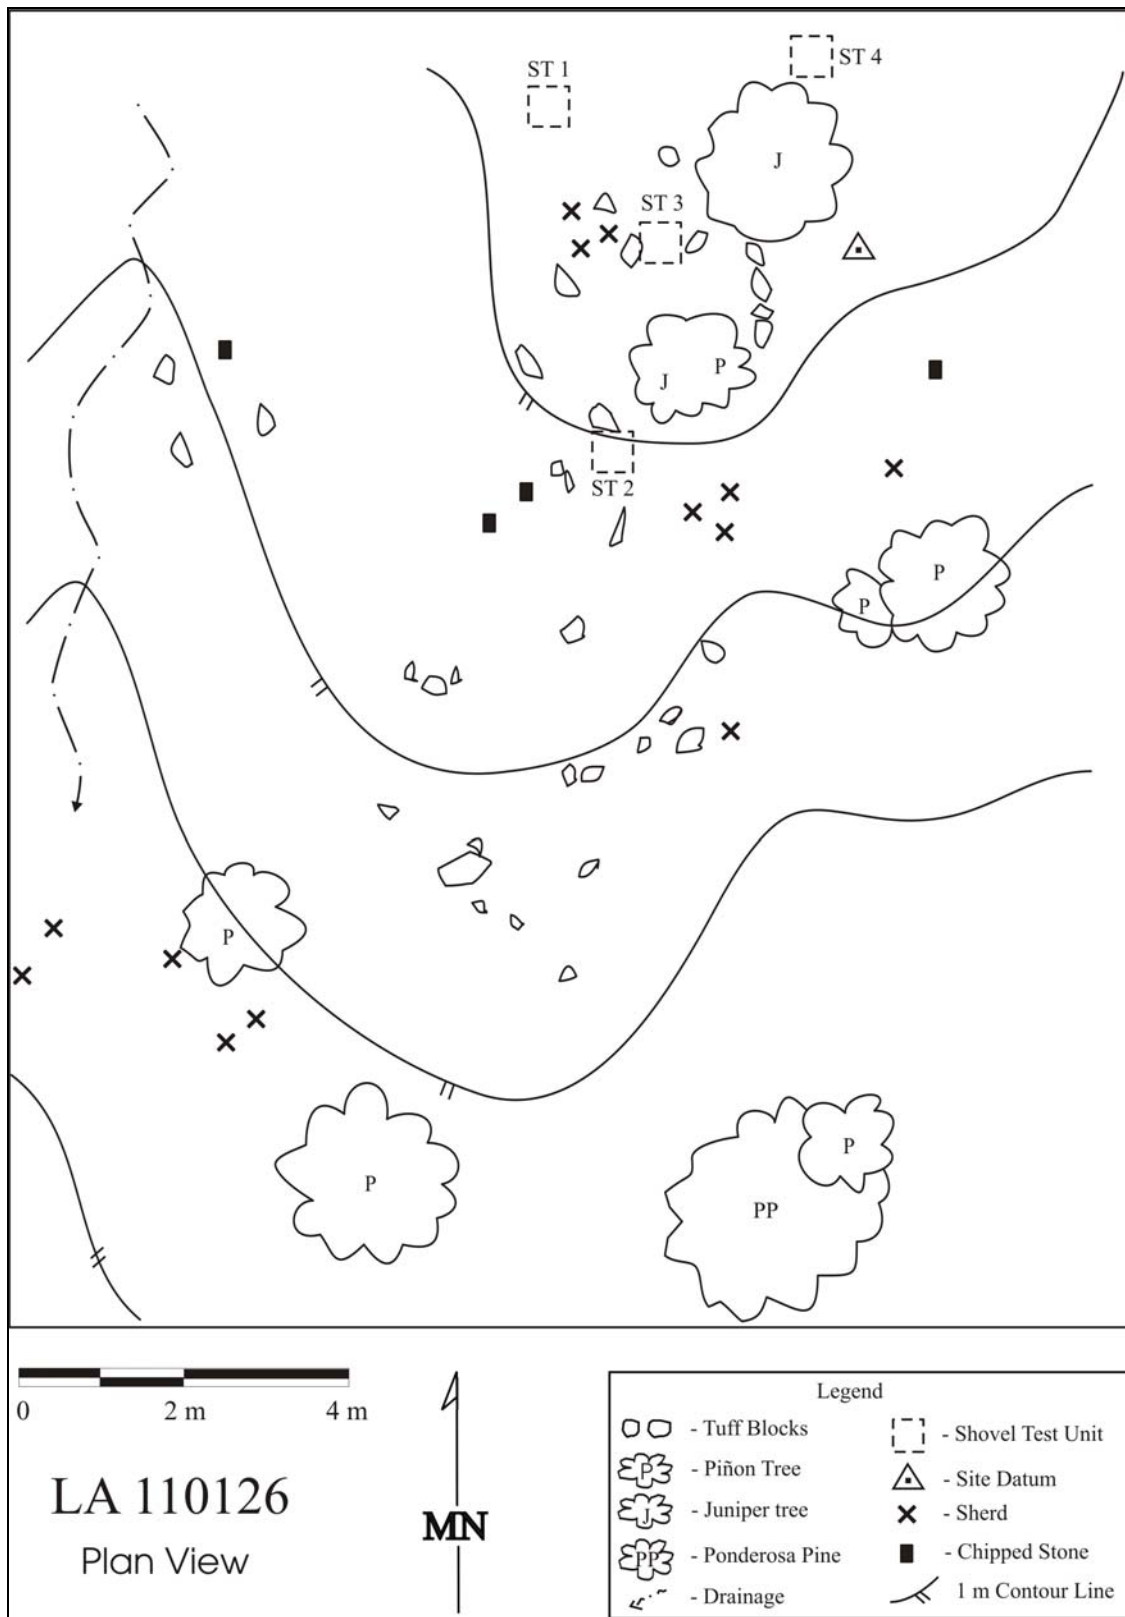 ST 4
ST 1
J
ST 3
P
J
ST 2
P
P
P
P
P
PP
0 2 m 4 m
LA 110126
Plan View
MN
Legend
- Tuff Blocks
- Shovel Test Unit
P - Piñon Tree
- Site Datum
J - Juniper tree
- Sherd
PP - Ponderosa Pine
- Chipped Stone
- Drainage
1 m Contour Line